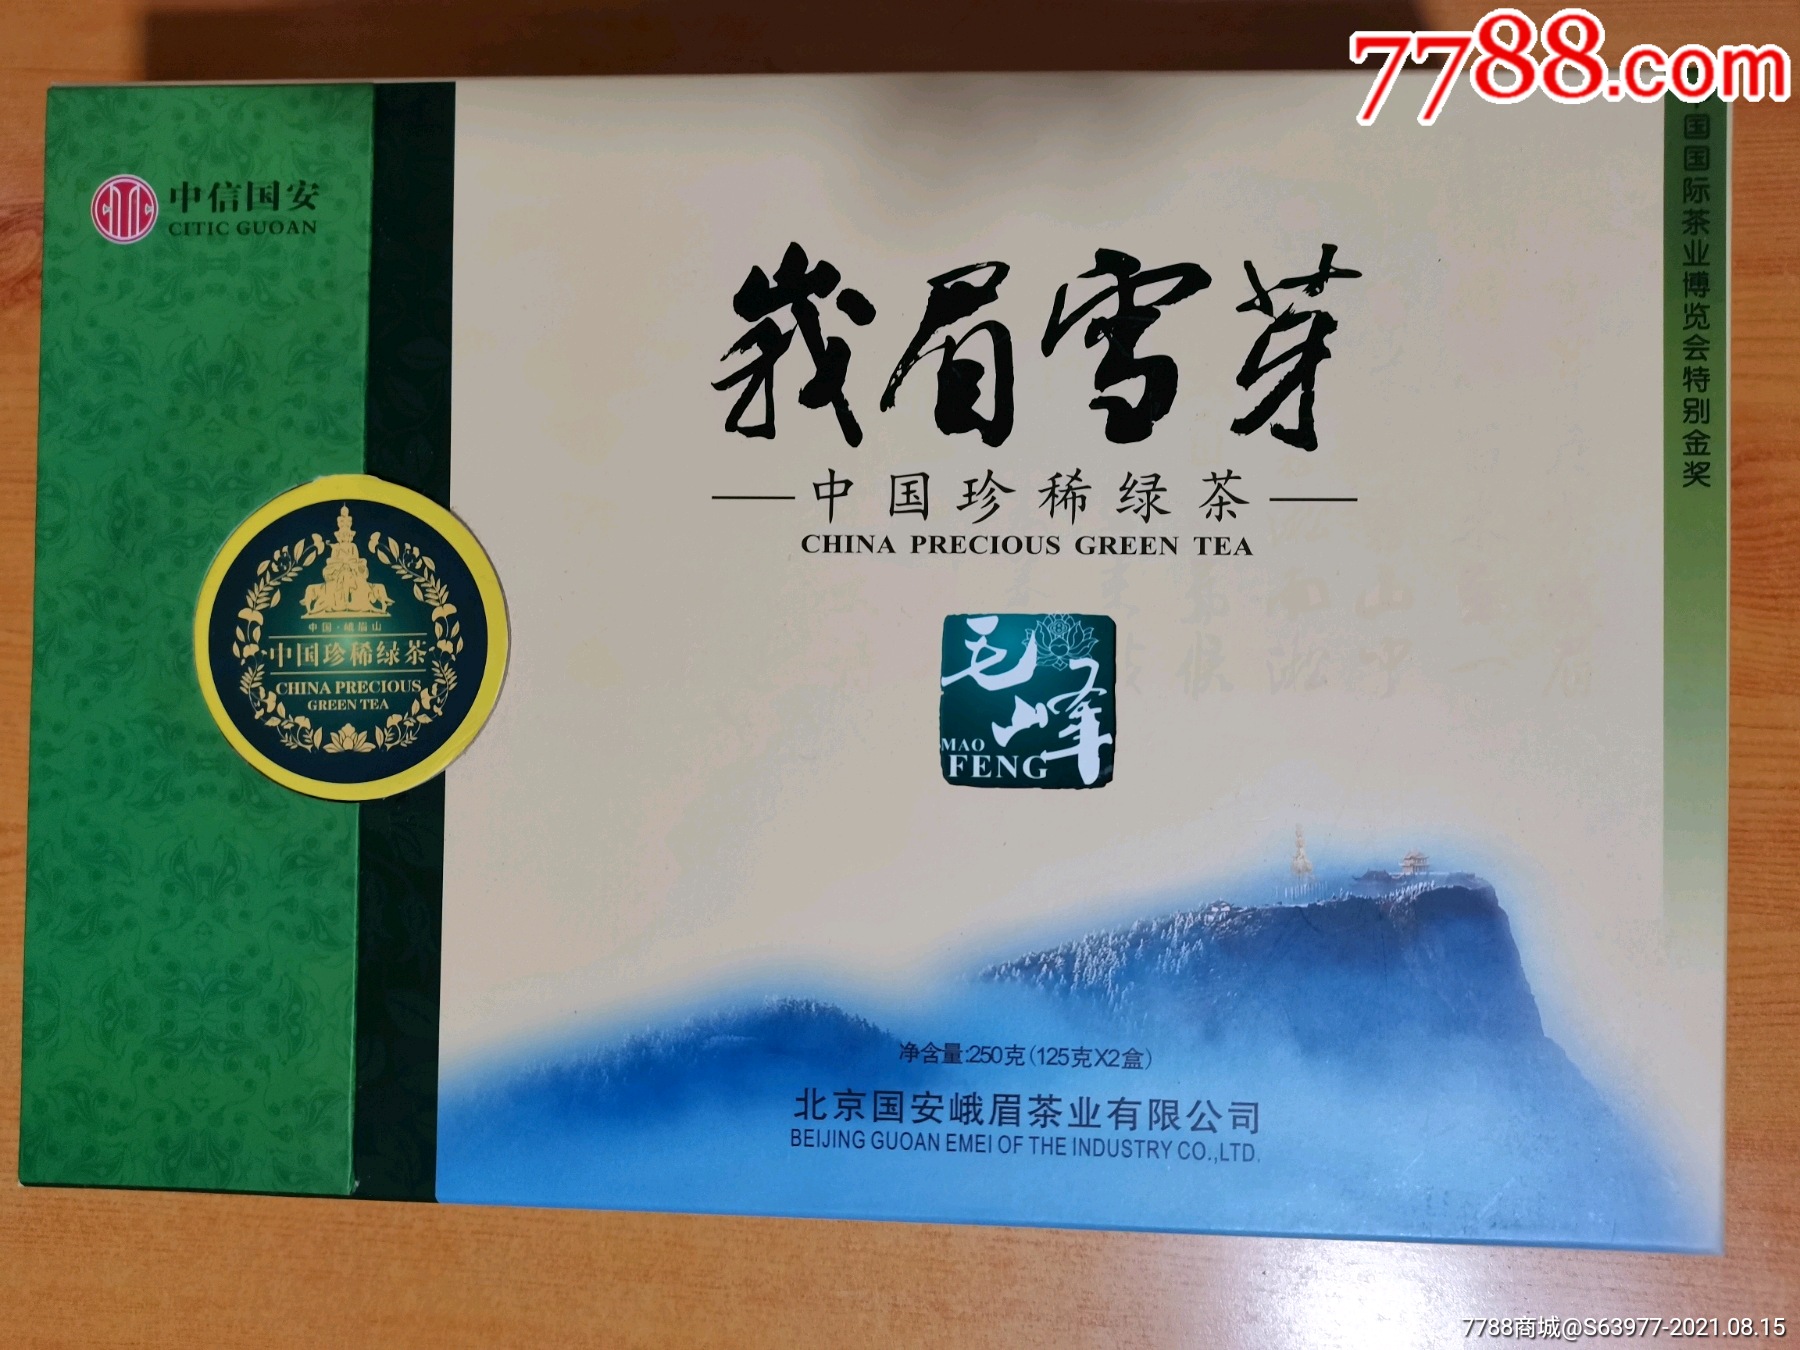 7788.com
中信国安
CITIC GUOAN
国国际茶业博览会特别金奖
峨眉雪芽
中国珍稀绿茶
CHINA PRECIOUS GREEN TEA
中国·峨眉山
中国珍稀绿茶
CHINA PRECIOUS
GREEN TEA
毛峰
MAO
FENG
净含量:250克(125克X2盒)
北京国安峨眉茶业有限公司
BEIJING GUOAN EMEI OF THE INDUSTRY CO.,LTD.
7788商城@S63977-2021.08.15